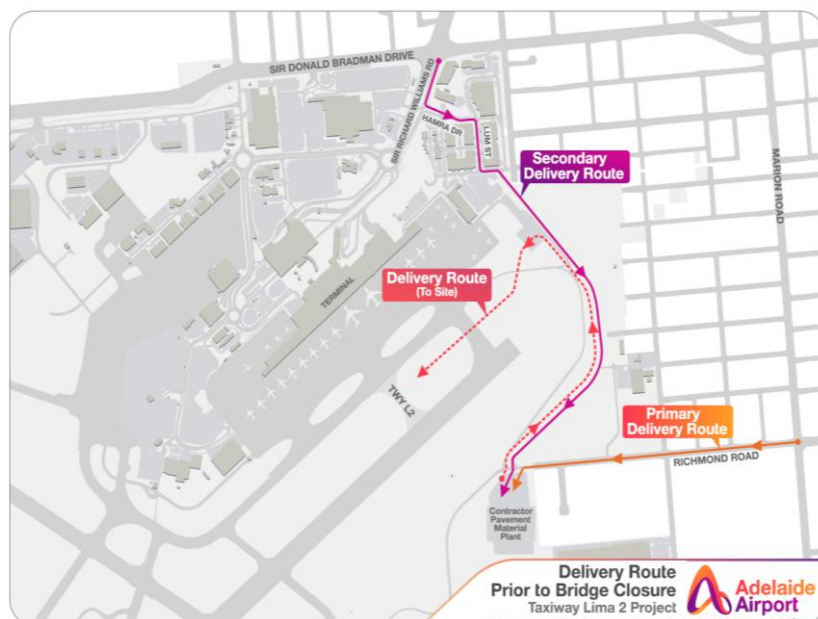 SIR DONALD BRADMAN DRIVE
SIR RICHARD WILLIAMS RD
HAMRA DR
LUM ST
MARION ROAD
Secondary
Delivery Route
Delivery Route
(To Site)
TERMINAL
TWY L2
Primary
Delivery Route
RICHMOND ROAD
Contractor
Pavement
Material
Plant
Delivery Route
Prior to Bridge Closure
Taxiway Lima 2 Project
Adelaide
Airport